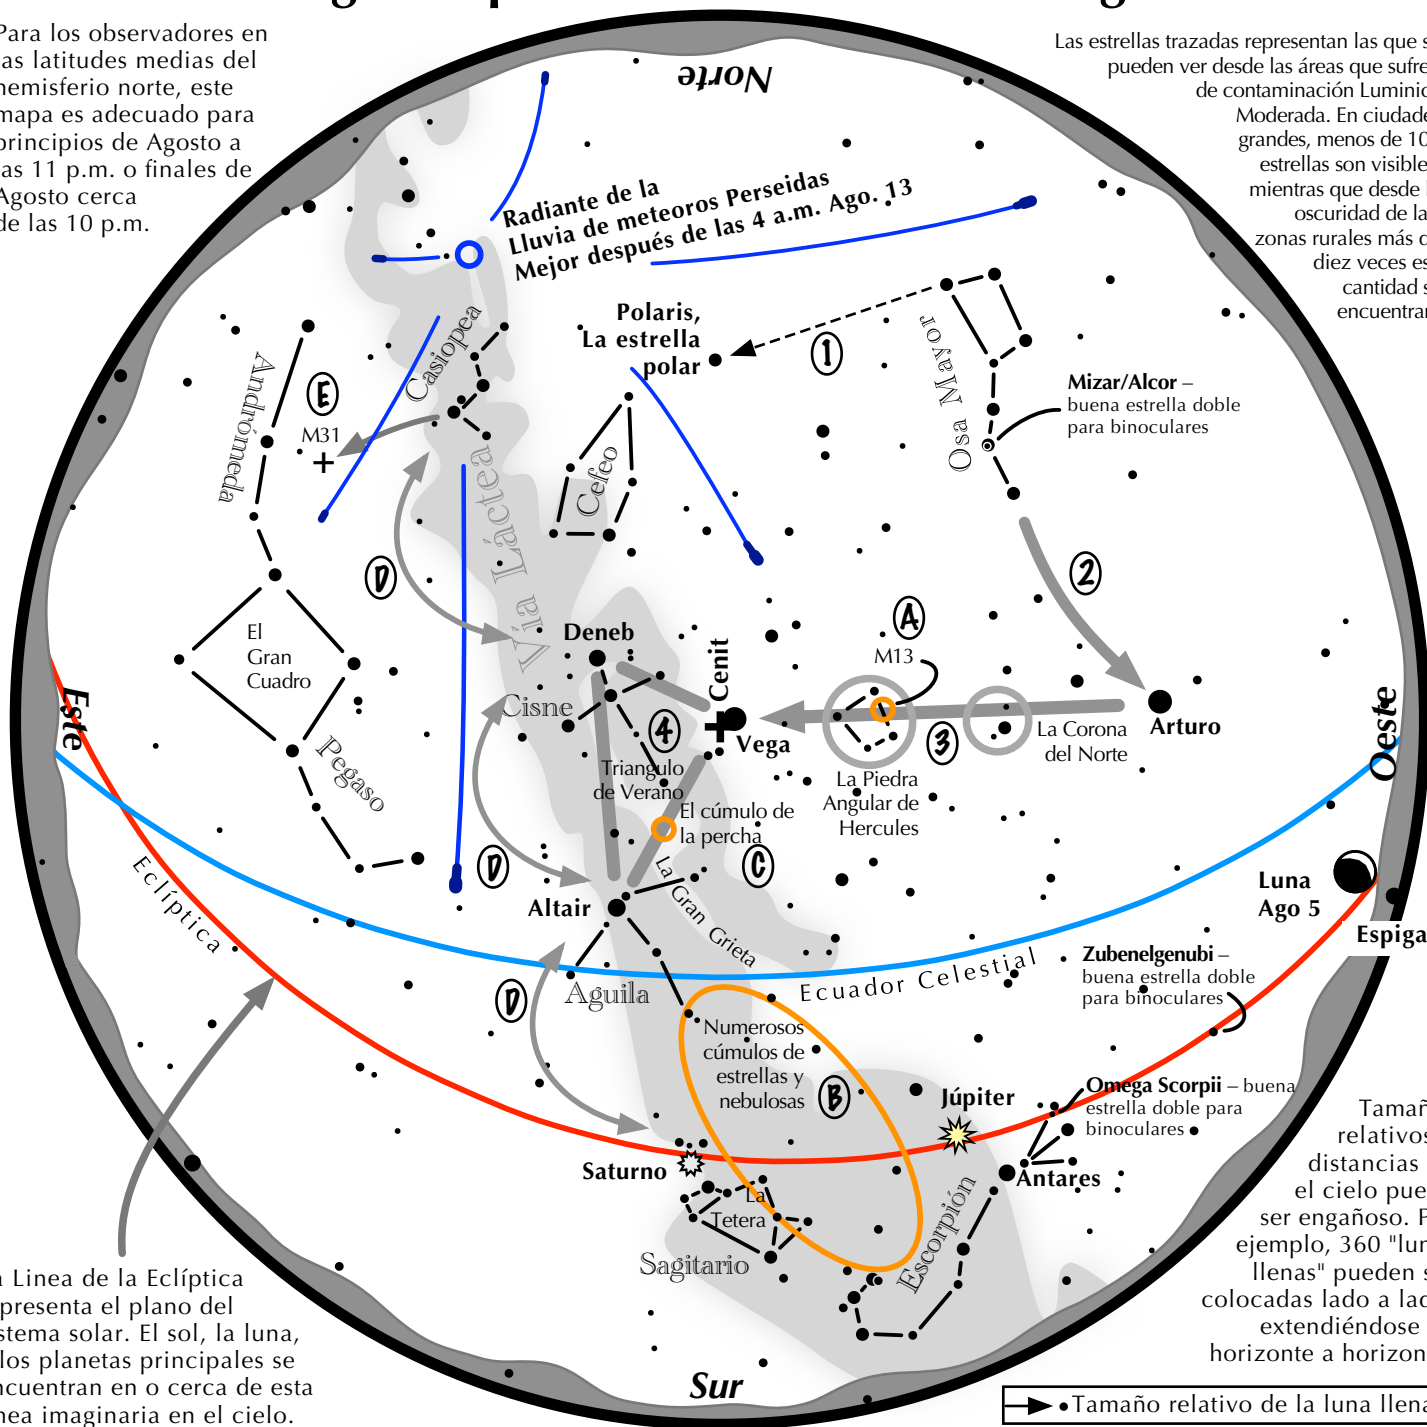 Para los observadores en
las latitudes medias del
hemisferio norte, este
mapa es adecuado para
principios de Agosto a
las 11 p.m. o finales de
Agosto cerca
de las 10 p.m.
Las estrellas trazadas representan las que s
pueden ver desde las áreas que sufre
de contaminación Luminic
Moderada. En ciudade
grandes, menos de 10
estrellas son visible
mientras que desde l
oscuridad de la
zonas rurales más o
diez veces es
cantidad s
encuentran
Norte
Radiante de la
Lluvia de meteoros Perseidas
Mejor después de las 4 a.m. Ago. 13
Polaris,
La estrella
polar
1
Osa Mayor
Mizar/Alcor –
buena estrella doble
para binoculares
Casiopea
Andrómeda
E
M31
Cefeo
Vía Láctea
D
2
A
M13
El
Gran
Cuadro
Deneb
Cenit
Cisne
4
Vega
3
La Corona
del Norte
Arturo
Este
Oeste
Pegaso
Triangulo
de Verano
La Piedra
Angular de
Hercules
El cúmulo de
la percha
C
D
La Gran Grieta
Eclíptica
Altair
Luna
Ago 5
Espiga
Aguila
Ecuador Celestial
Zubenelgenubi –
buena estrella doble
para binoculares
D
Numerosos
cúmulos de
estrellas y
nebulosas
B
Júpiter
Omega Scorpii – buena
estrella doble para
binoculares
Saturno
Antares
La
Tetera
Sagitario
Escorpión
Tamañ
relativos
distancias
el cielo pue
ser engañoso. P
ejemplo, 360 "lun
llenas" pueden s
colocadas lado a lad
extendiéndose
horizonte a horizon
a Linea de la Eclíptica
presenta el plano del
stema solar. El sol, la luna,
los planetas principales se
ncuentran en o cerca de esta
nea imaginaria en el cielo.
Sur
Tamaño relativo de la luna llena